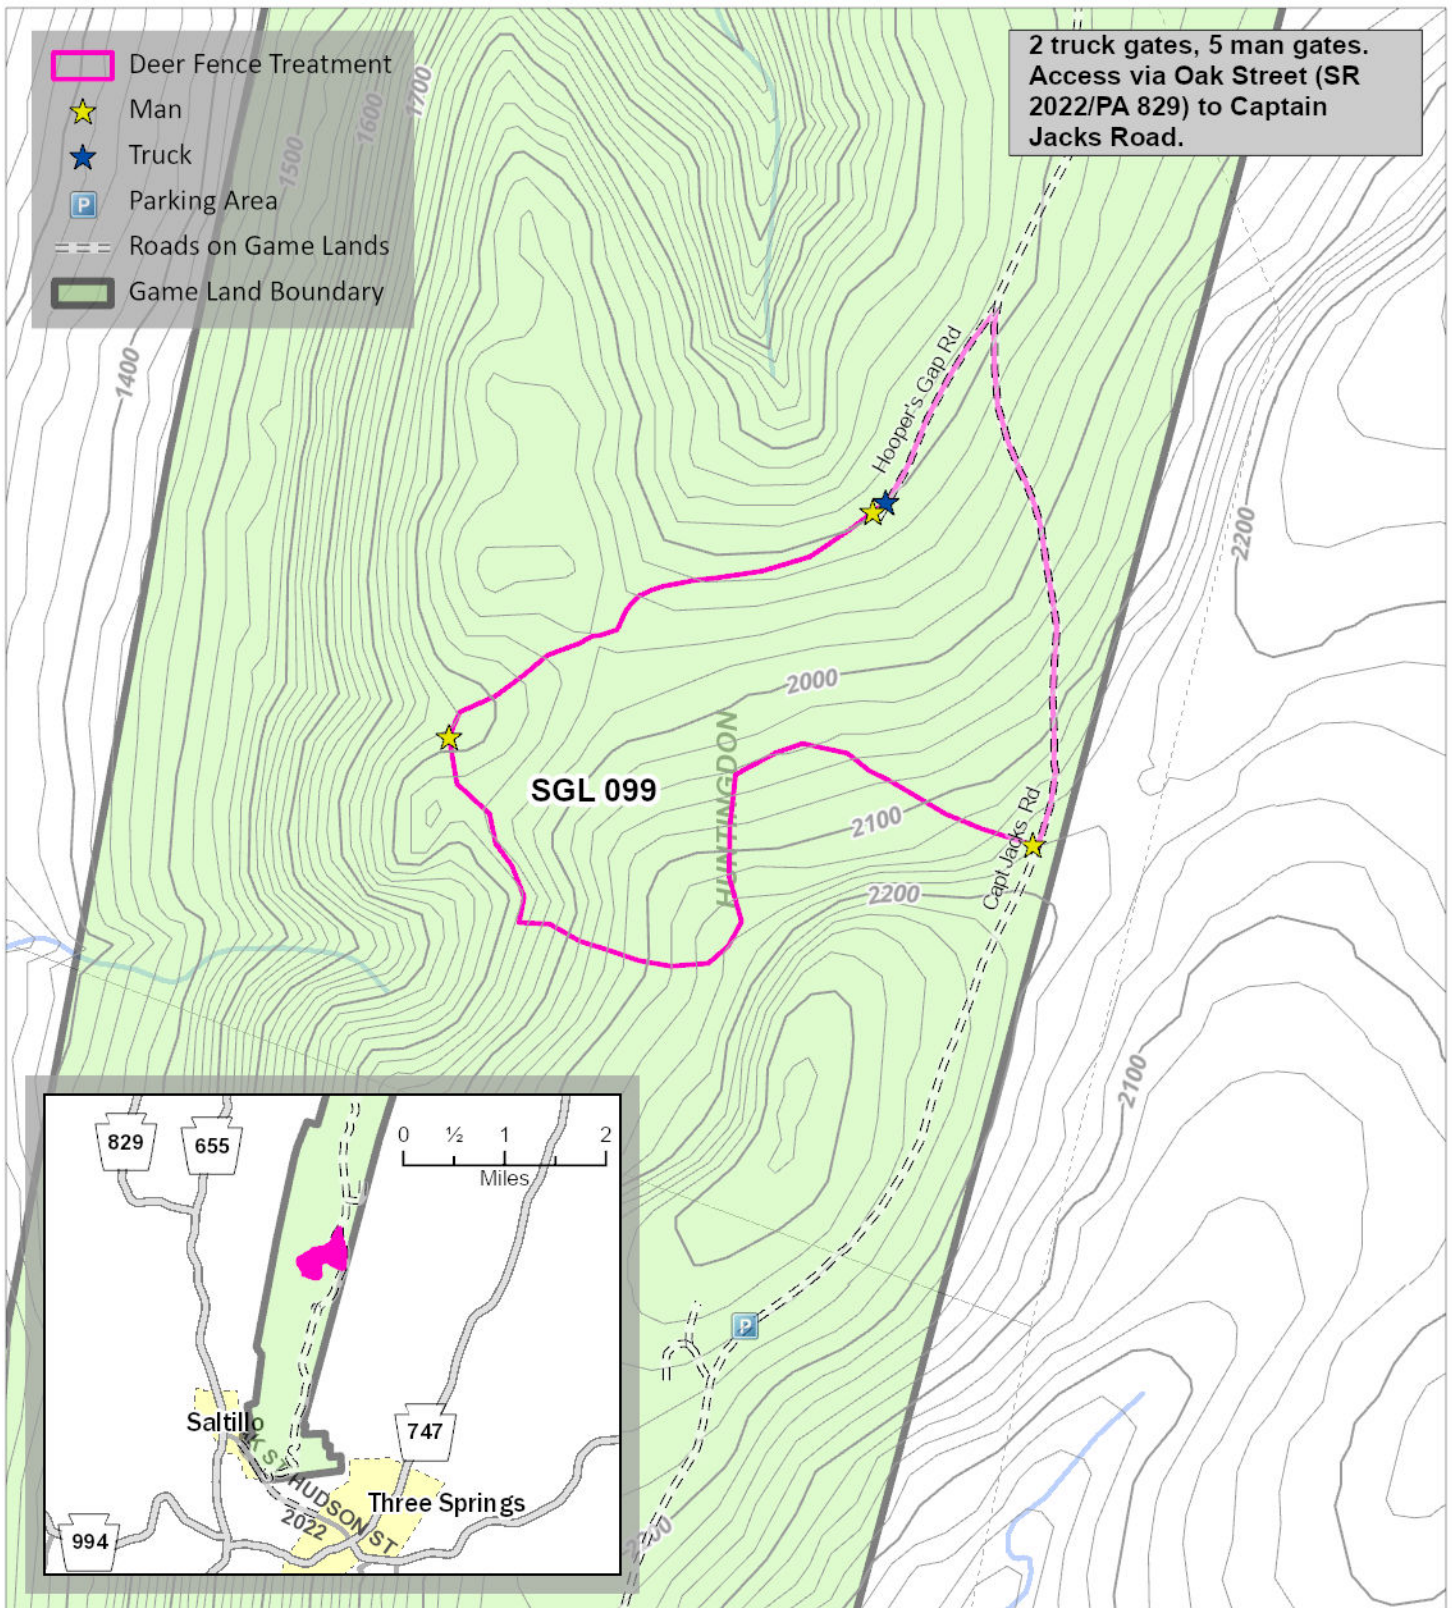 Deer Fence Treatment
Man
Truck
P
Parking Area
Roads on Game Lands
Game Land Boundary
2 truck gates, 5 man gates.
Access via Oak Street (SR
2022/PA 829) to Captain
Jacks Road.
1700
1600
1500
1400
Hooper's Gap Rd
2200
2000
HUNTINGDON
SGL 099
2100
Capt Jacks Rd
2200
2100
P
2200
829
655
0 ½ 1 2
Miles
Saltillo
747
HUDSON ST
Three Springs
2022
994